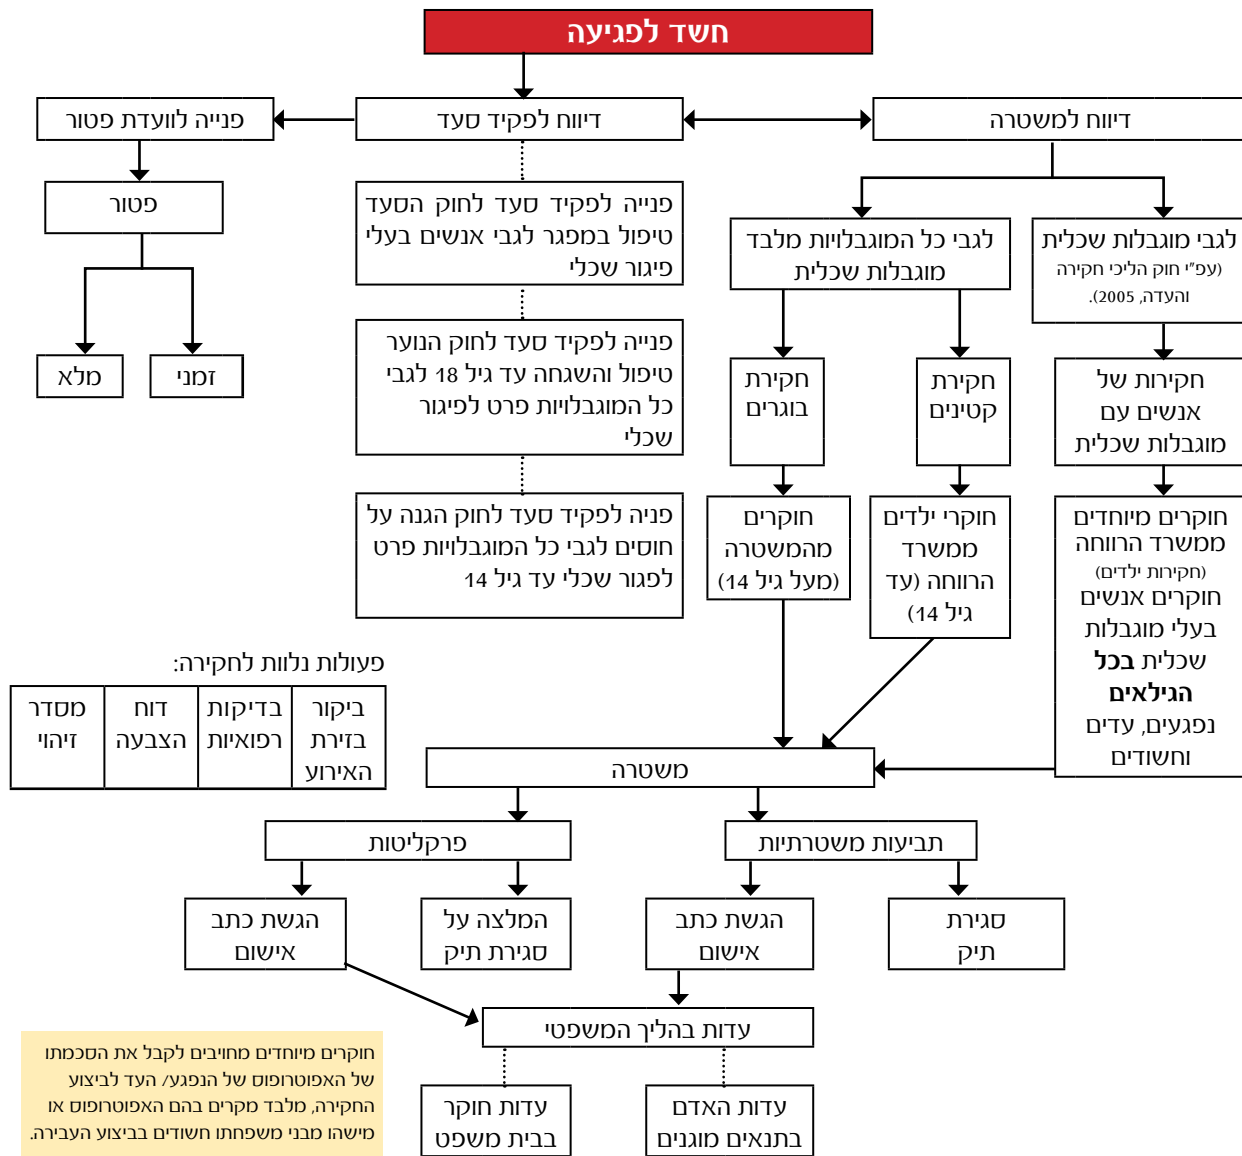 חשד לפגיעה
דיווח למשטרה
דיווח לפקיד סעד
פנייה לוועדת פטור
לגבי מוגבלות שכלית
(עפ"י חוק הליכי חקירה
והעדה, 2005).
לגבי כל המוגבלויות מלבד
מוגבלות שכלית
פנייה לפקיד סעד לחוק הסעד
טיפול במפגר לגבי אנשים בעלי
פיגור שכלי
פטור
חקירות של
אנשים עם
מוגבלות שכלית
חקירת
קטינים
חקירת
בוגרים
פנייה לפקיד סעד לחוק הנוער
טיפול והשגחה עד גיל 18 לגבי
כל המוגבלויות פרט לפיגור
שכלי
זמני
מלא
חוקרים מיוחדים
ממשרד הרווחה
(חקירות ילדים)
חוקרים אנשים
בעלי מוגבלות
שכלית בכל
הגילאים
נפגעים, עדים
וחשודים
חוקרי ילדים
ממשרד
הרווחה (עד
גיל 14)
חוקרים
מהמשטרה
(מעל גיל 14)
פניה לפקיד סעד לחוק הגנה על
חוסים לגבי כל המוגבלויות פרט
לפגור שכלי עד גיל 14
פעולות נלוות לחקירה:
ביקור
בזירת
האירוע
בדיקות
רפואיות
דוח
הצבעה
מסדר
זיהוי
משטרה
תביעות משטרתיות
פרקליטות
סגירת
תיק
הגשת כתב
אישום
המלצה על
סגירת תיק
הגשת כתב
אישום
עדות בהליך המשפטי
עדות האדם
בתנאים מוגנים
עדות חוקר
בבית משפט
חוקרים מיוחדים מחויבים לקבל את הסכמתו
של האפוטרופוס של הנפגע/ העד לביצוע
החקירה, מלבד מקרים בהם האפוטרופוס או
מישהו מבני משפחתו חשודים בביצוע העבירה.